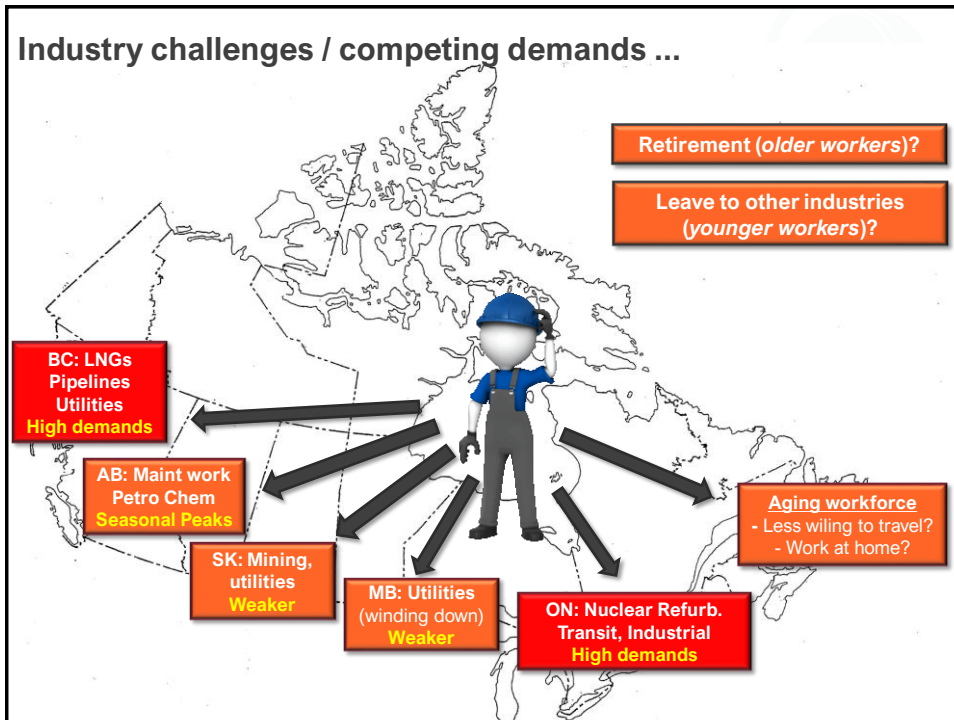 Industry challenges / competing demands ...
Retirement (older workers)?
Leave to other industries
(younger workers)?
BC: LNGs
Pipelines
Utilities
High demands
AB: Maint work
Petro Chem
Seasonal Peaks
SK: Mining,
utilities
Weaker
MB: Utilities
(winding down)
Weaker
ON: Nuclear Refurb.
Transit, Industrial
High demands
Aging workforce
- Less wiling to travel?
- Work at home?